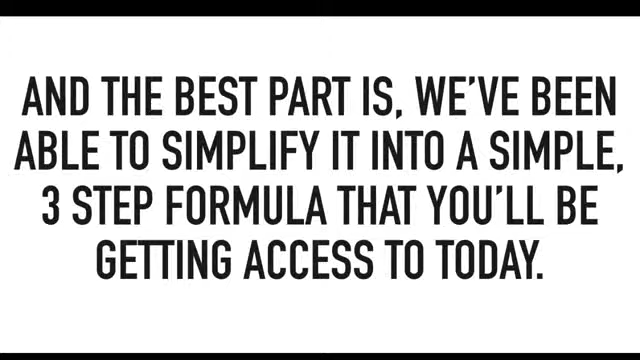 AND THE BEST PART IS, WE'VE BEEN
ABLE TO SIMPLIFY IT INTO A SIMPLE,
3 STEP FORMULA THAT YOU'LL BE
GETTING ACCESS TO TODAY.